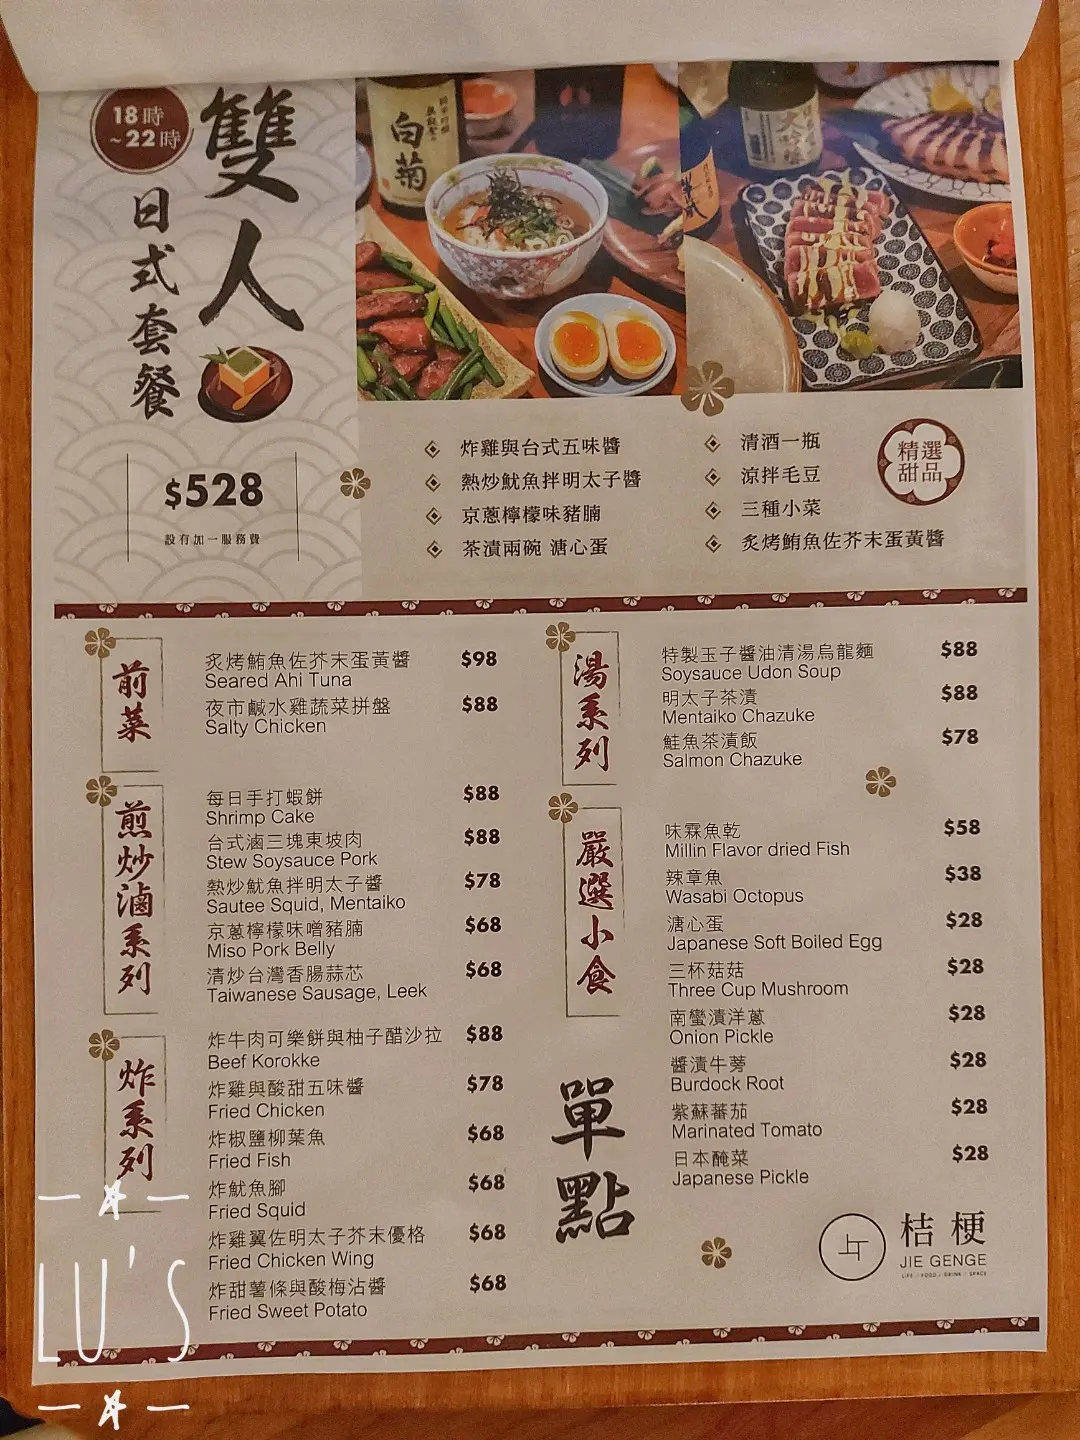 18時
~22時
雙人
日式套餐
$528
設有加一服務費
白菊
大吟釀
炸雞與台式五味醬
熱炒魷魚拌明太子醬
京蔥檸檬味豬腩
茶漬兩碗 溏心蛋
清酒一瓶
涼拌毛豆
三種小菜
炙烤鮪魚佐芥末蛋黃醬
精選
甜品
前菜
炙烤鮪魚佐芥末蛋黃醬 $98
Seared Ahi Tuna
夜市鹹水雞蔬菜拼盤 $88
Salty Chicken
煎炒滷系列
每日手打蝦餅 $88
Shrimp Cake
台式滷三塊東坡肉 $88
Stew Soysauce Pork
熱炒魷魚拌明太子醬 $78
Sautee Squid, Mentaiko
京蔥檸檬味噌豬腩 $68
Miso Pork Belly
清炒台灣香腸蒜芯 $68
Taiwanese Sausage, Leek
炸系列
炸牛肉可樂餅與柚子醋沙拉 $88
Beef Korokke
炸雞與酸甜五味醬 $78
Fried Chicken
炸椒鹽柳葉魚 $68
Fried Fish
炸魷魚腳 $68
Fried Squid
炸雞翼佐明太子芥末優格 $68
Fried Chicken Wing
炸甜薯條與酸梅沾醬 $68
Fried Sweet Potato
湯系列
特製玉子醬油清湯烏龍麵 $88
Soysauce Udon Soup
明太子茶漬 $88
Mentaiko Chazuke
鮭魚茶漬飯 $78
Salmon Chazuke
嚴選小食
味霖魚乾 $58
Millin Flavor dried Fish
辣章魚 $38
Wasabi Octopus
溏心蛋 $28
Japanese Soft Boiled Egg
三杯菇菇 $28
Three Cup Mushroom
南蠻漬洋蔥 $28
Onion Pickle
醬漬牛蒡 $28
Burdock Root
紫蘇蕃茄 $28
Marinated Tomato
日本醃菜 $28
Japanese Pickle
單點
桔梗
JIE GENGE
LIFE / FOOD / DRINK / SPACE
LU'S